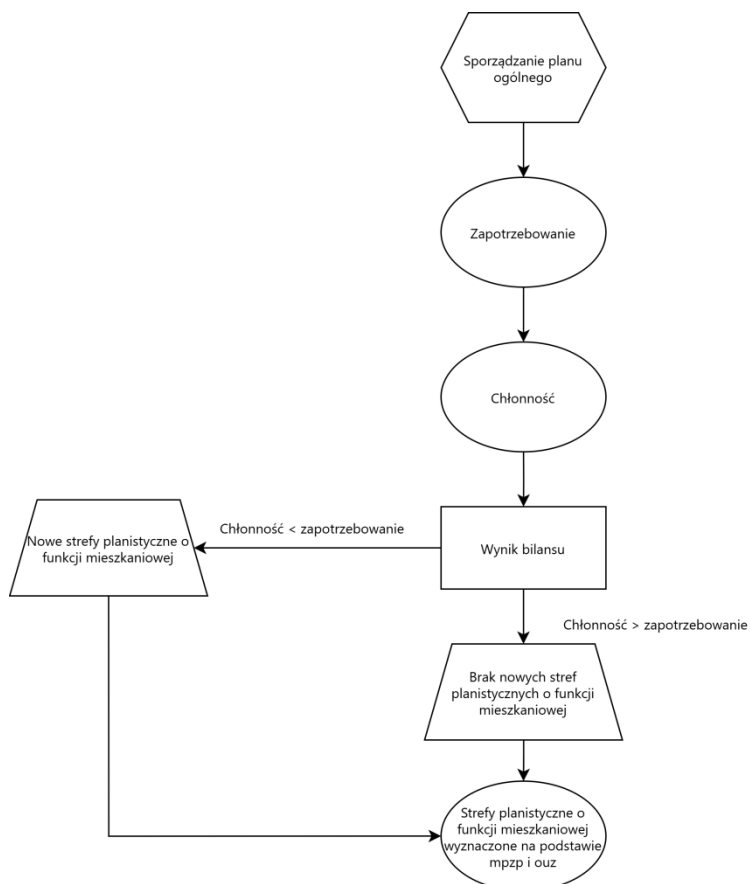 Sporządzanie planu
ogólnego
Zapotrzebowanie
Chłonność
Nowe strefy planistyczne o
funkcji mieszkaniowej
Chłonność < zapotrzebowanie
Wynik bilansu
Chłonność > zapotrzebowanie
Brak nowych stref
planistycznych o funkcji
mieszkaniowej
Strefy planistyczne o
funkcji mieszkaniowej
wyznaczone na podstawie
mpzp i ouz